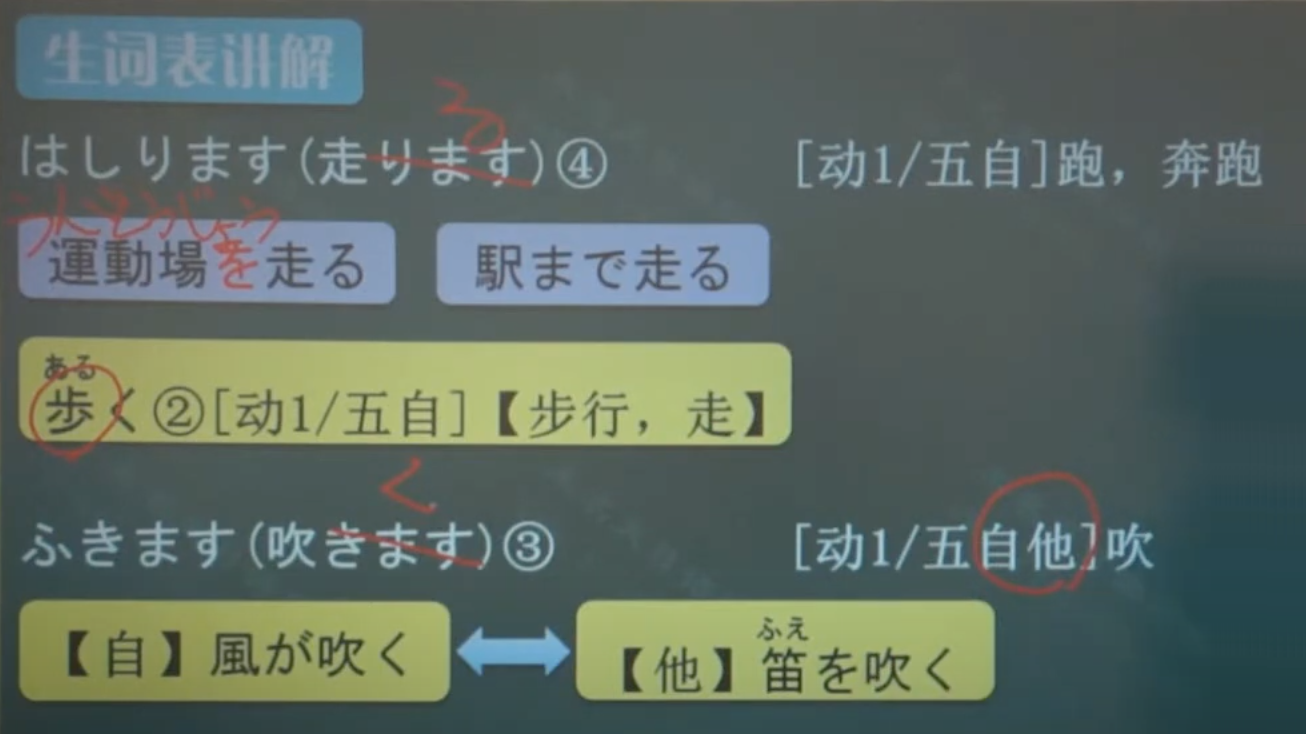 生词表讲解
る
はしります(走ります)④ [动1/五自]跑，奔跑
うんどうじょう
運動場を走る 駅まで走る
ある
歩く②[动1/五自]【步行，走】
く
ふきます(吹きます)③ [动1/五自他]吹
【自】風が吹く ⟷ 【他】笛を吹く
ふえ